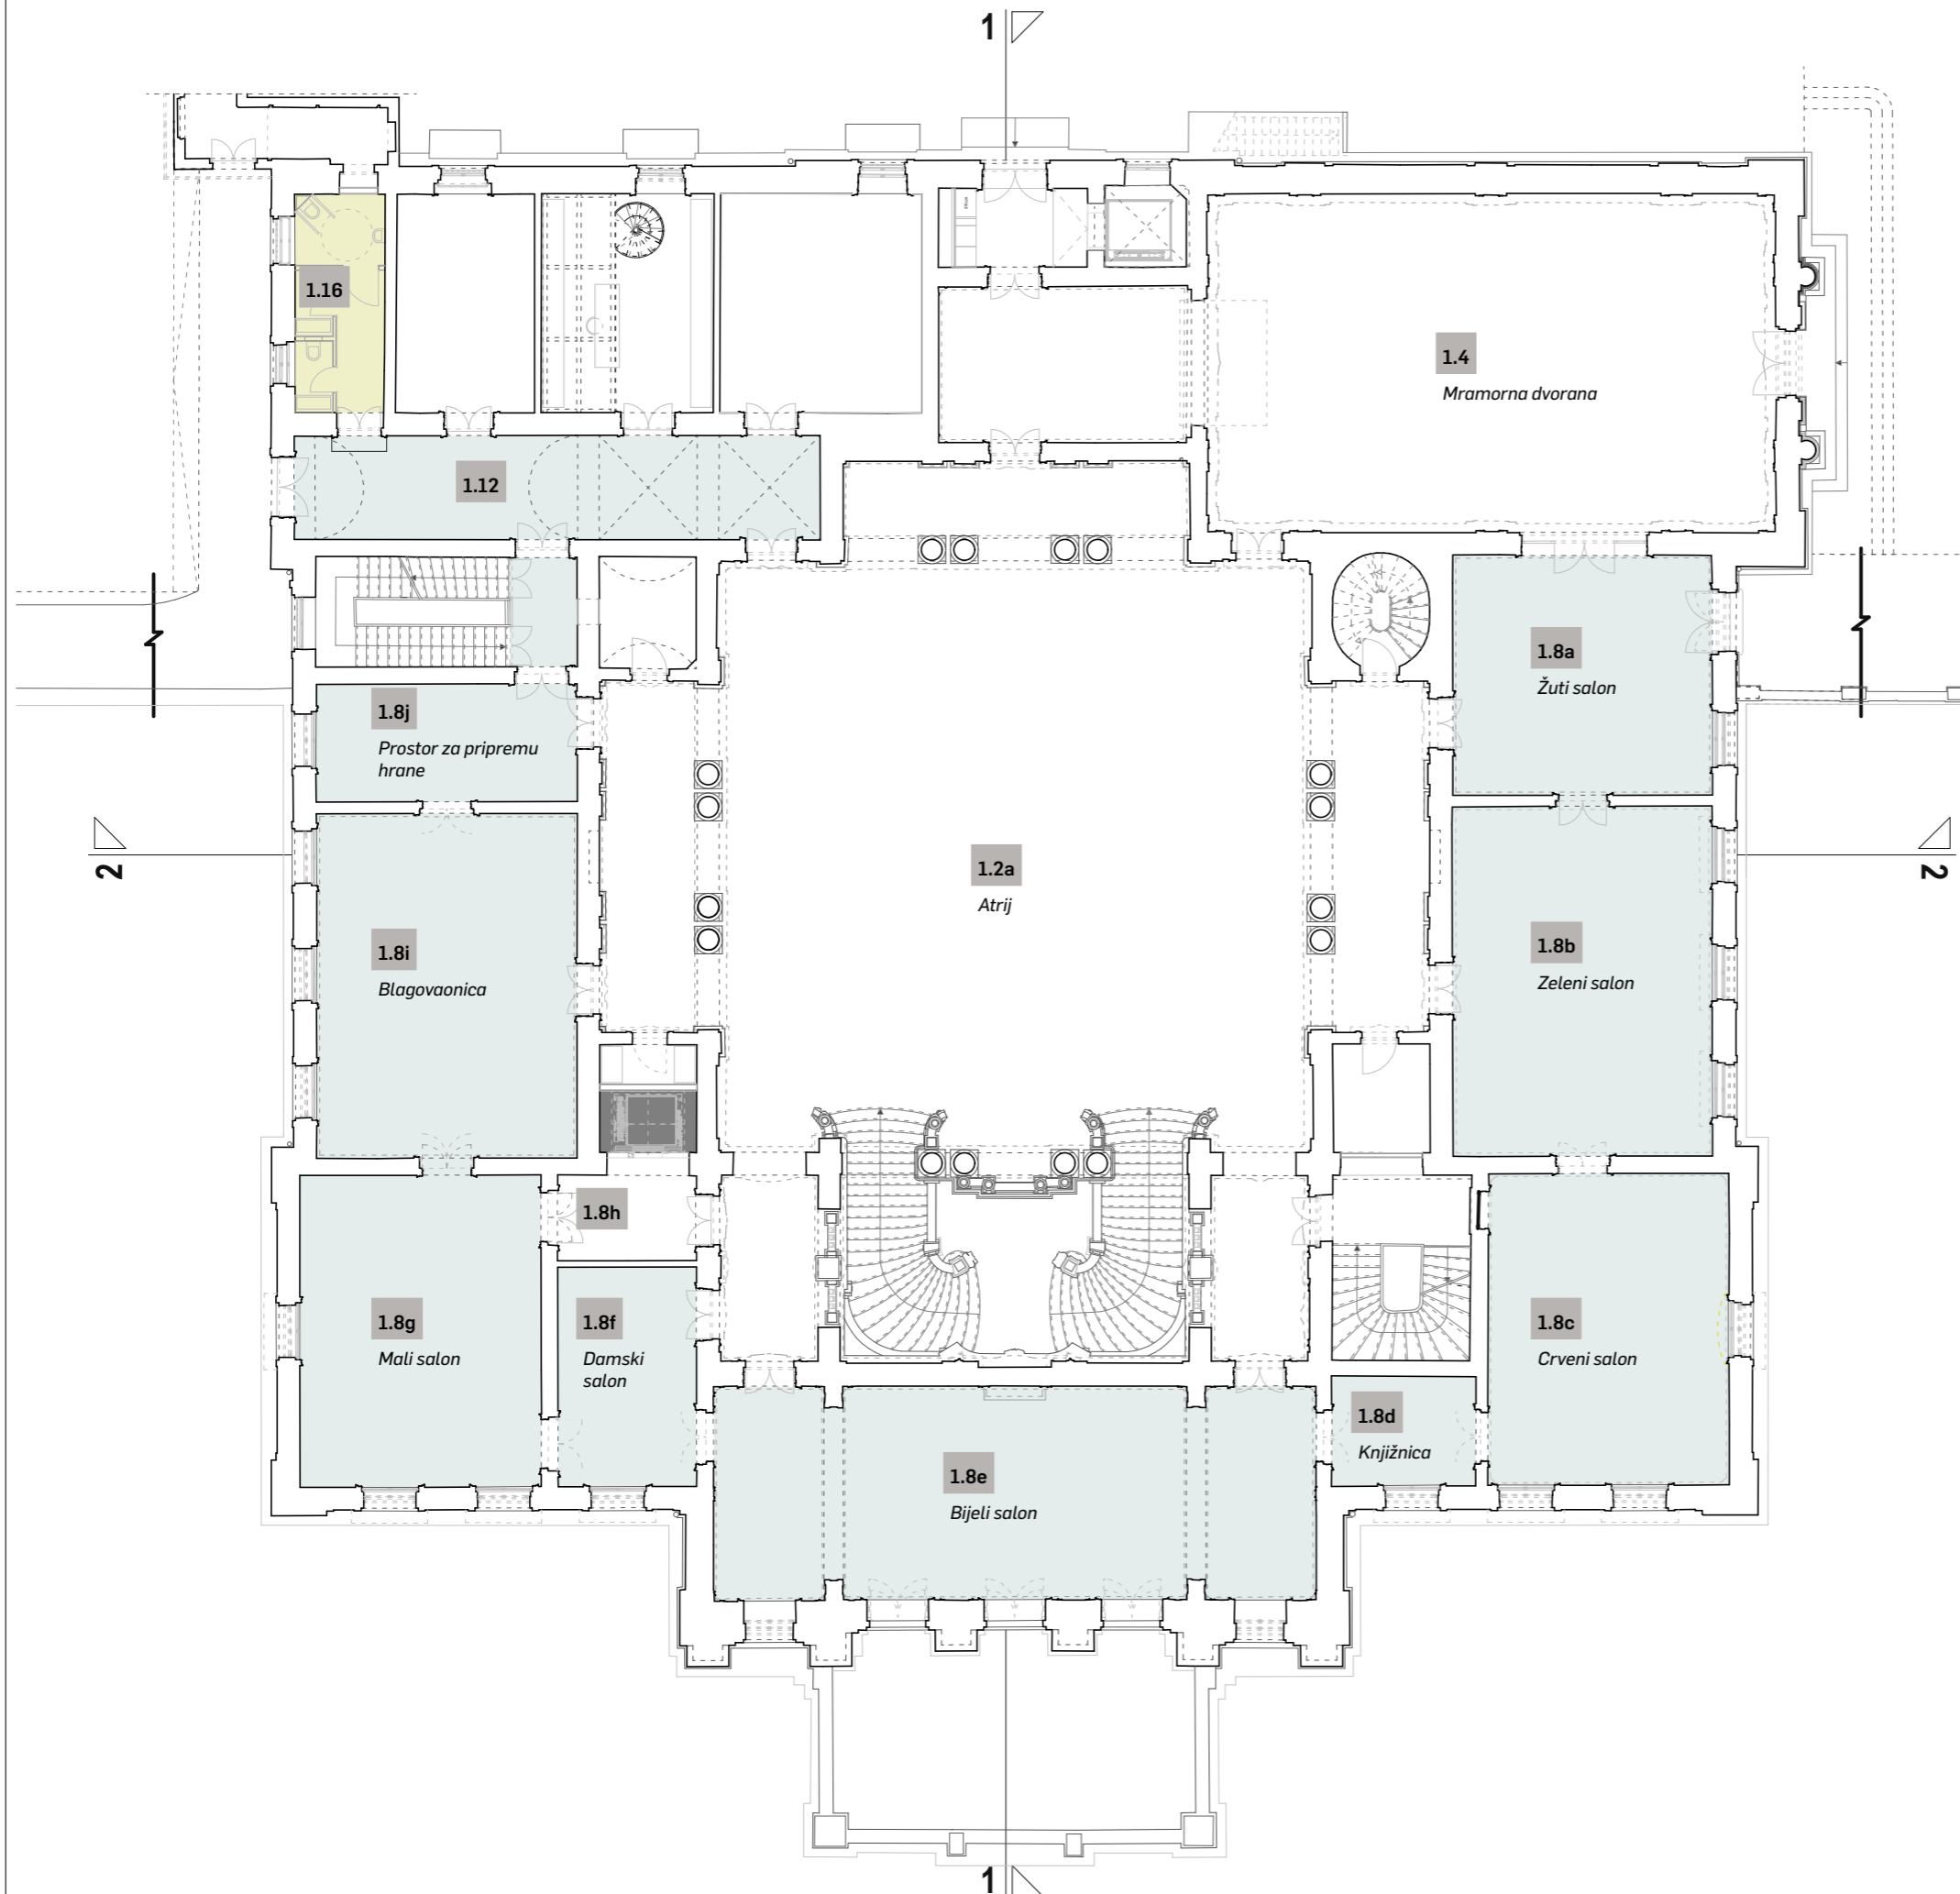 1
1.16
1.4
Mramorna dvorana
1.12
1.8a
Žuti salon
1.8j
Prostor za pripremu
hrane
2
1.2a
Atrij
2
1.8i
Blagovaonica
1.8b
Zeleni salon
1.8h
1.8g
Mali salon
1.8f
Damski
salon
1.8c
Crveni salon
1.8d
Knjižnica
1.8e
Bijeli salon
1